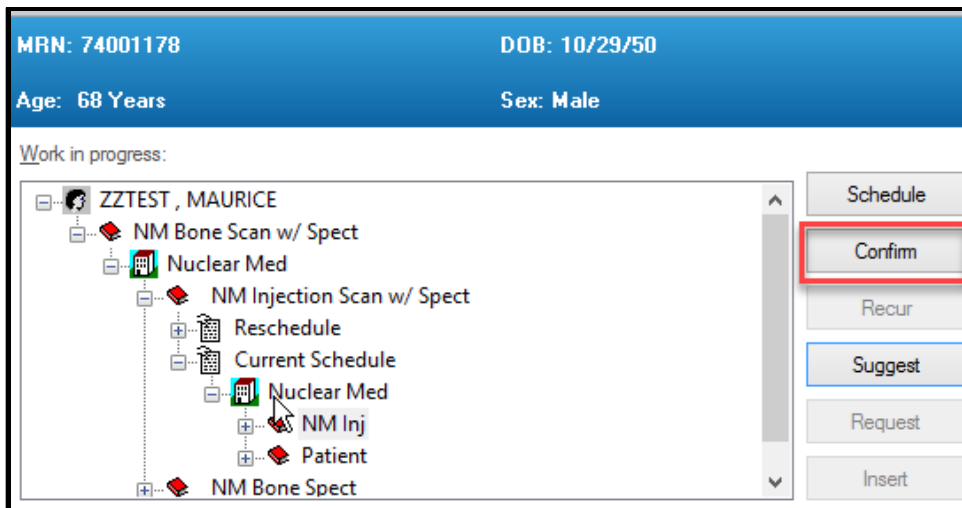 MRN: 74001178 DOB: 10/29/50
Age: 68 Years Sex: Male
Work in progress:
ZZTEST , MAURICE
NM Bone Scan w/ Spect
Nuclear Med
NM Injection Scan w/ Spect
Reschedule
Current Schedule
Nuclear Med
NM Inj
Patient
NM Bone Spect
Schedule
Confirm
Recur
Suggest
Request
Insert